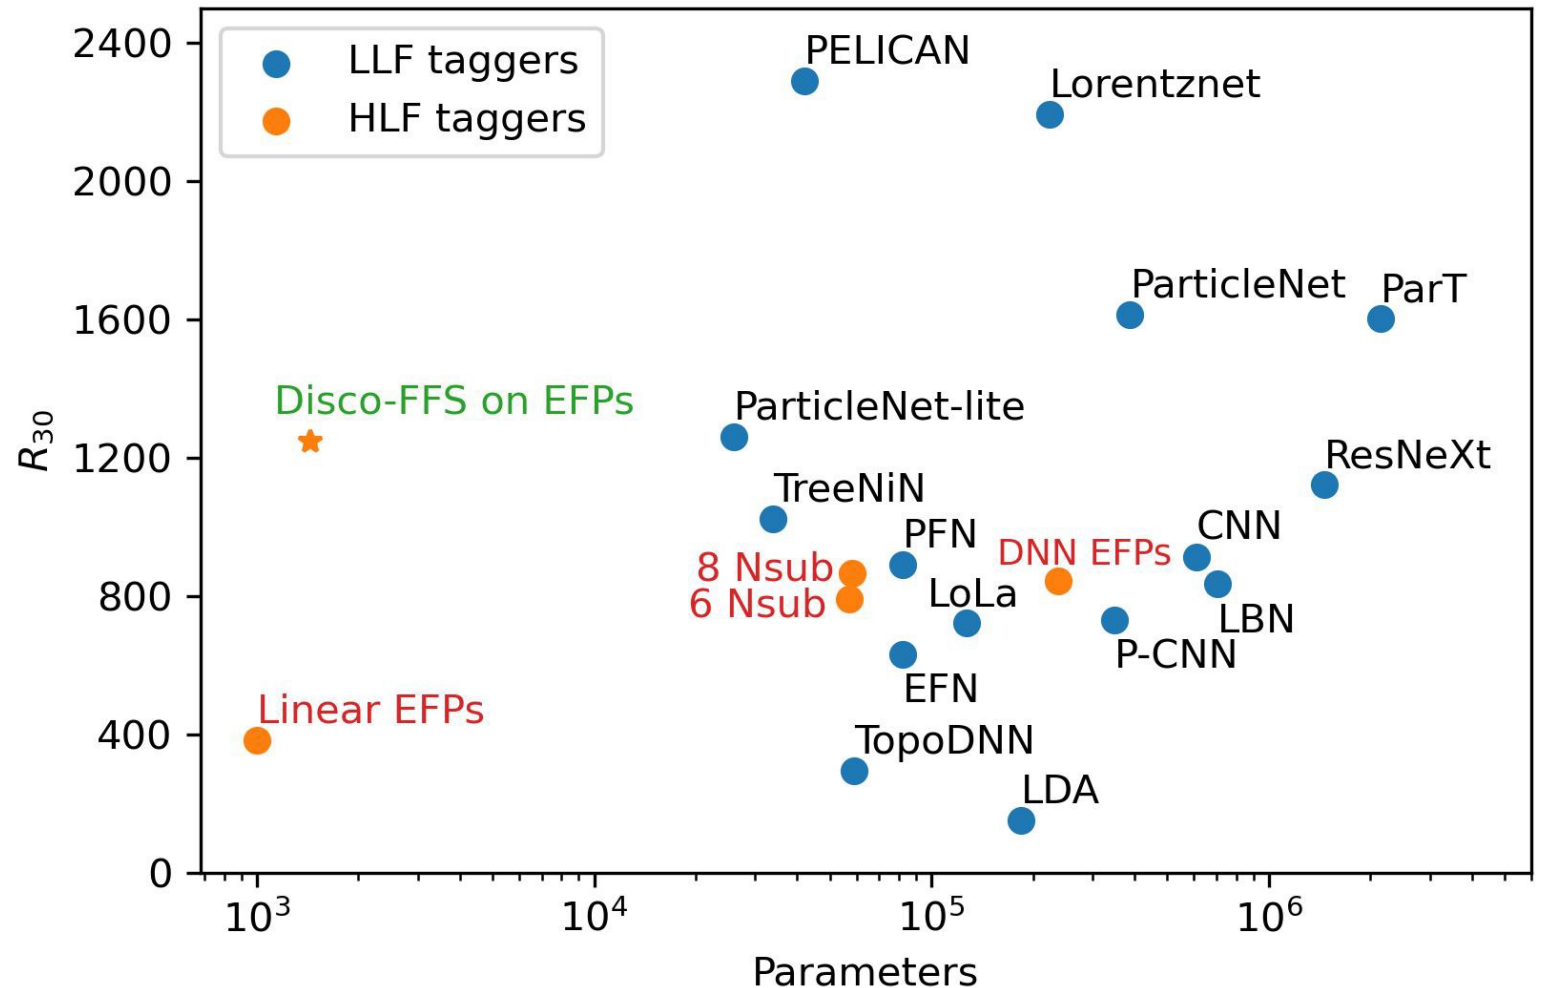 2400
2000
1600
1200
800
400
0
R30
LLF taggers
HLF taggers
PELICAN
Lorentznet
ParticleNet
ParT
Disco-FFS on EFPs
ParticleNet-lite
ResNeXt
TreeNiN
CNN
PFN
DNN EFPs
8 Nsub
6 Nsub
LoLa
LBN
P-CNN
EFN
Linear EFPs
TopoDNN
LDA
10³
10⁴
10⁵
10⁶
Parameters